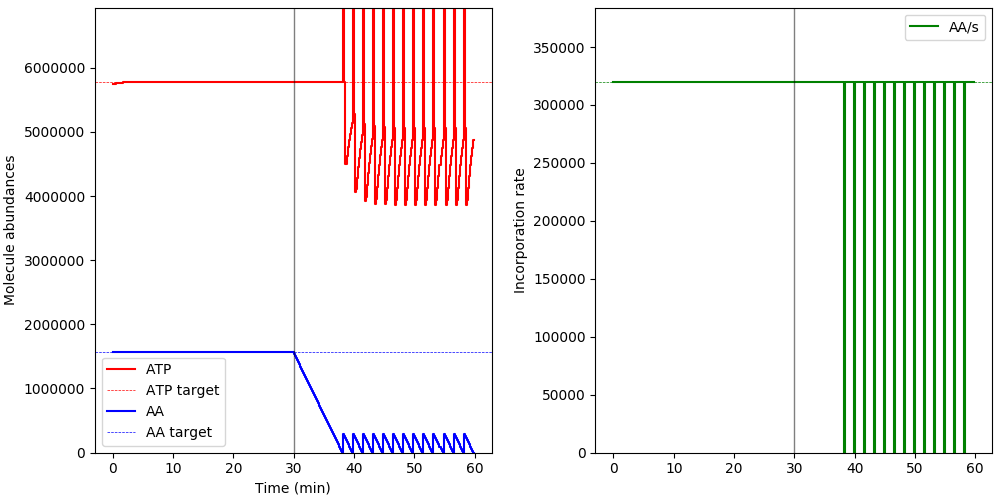 Molecule abundances
6000000
5000000
4000000
3000000
2000000
1000000
0
ATP
ATP target
AA
AA target
0 10 20 30 40 50 60
Time (min)
Incorporation rate
350000
300000
250000
200000
150000
100000
50000
0
AA/s
0 10 20 30 40 50 60